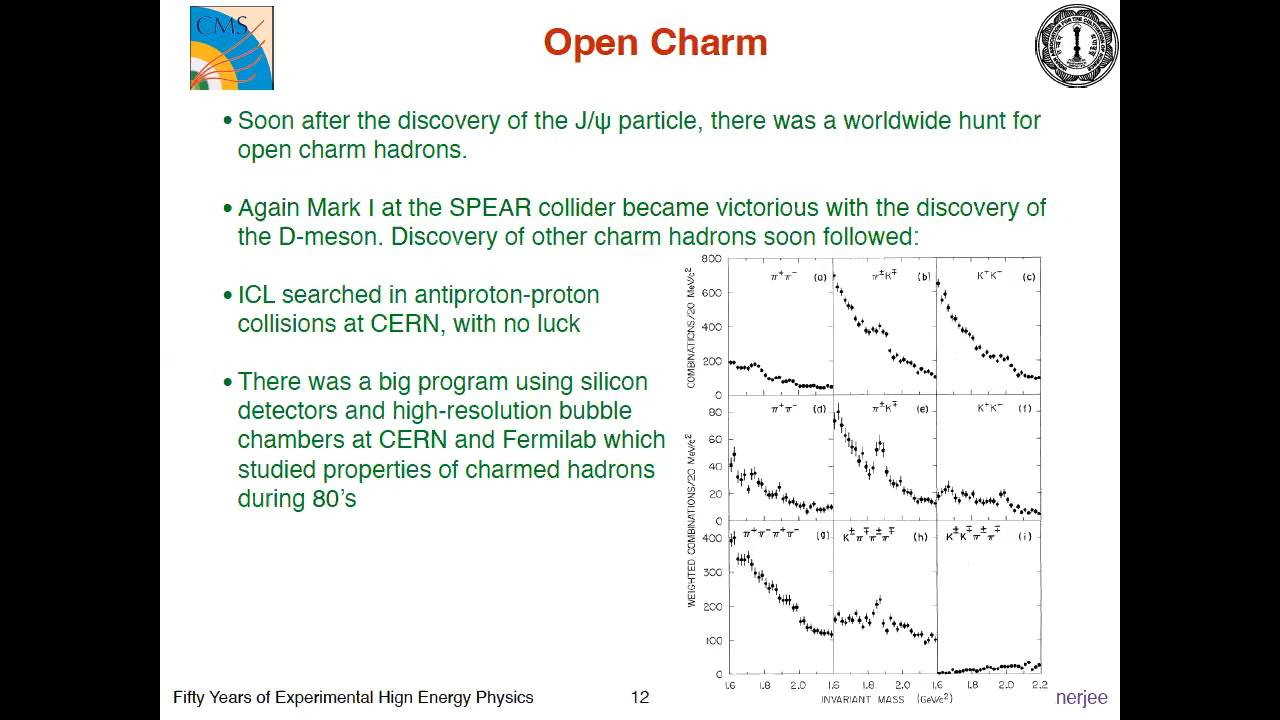 CMS
Open Charm
• Soon after the discovery of the J/ψ particle, there was a worldwide hunt for
open charm hadrons.
• Again Mark I at the SPEAR collider became victorious with the discovery of
the D-meson. Discovery of other charm hadrons soon followed:
• ICL searched in antiproton-proton
collisions at CERN, with no luck
• There was a big program using silicon
detectors and high-resolution bubble
chambers at CERN and Fermilab which
studied properties of charmed hadrons
during 80’s
COMBINATIONS/20 MeV/c²
800
600
400
200
0
π⁺π⁻ (a)
π±K∓ (b)
K⁺K⁻ (c)
WEIGHTED COMBINATIONS/20 MeV/c²
80
60
40
20
0
π⁺π⁻ (d)
π±K∓ (e)
K⁺K⁻ (f)
400
300
200
100
0
π⁺π⁻π⁺π⁻ (g)
K±π∓π±π∓ (h)
K±K∓π±π∓ (i)
1.6 1.8 2.0 1.6 1.8 2.0 1.6 1.8 2.0 2.2
INVARIANT MASS (GeV/c²)
Fifty Years of Experimental Hign Energy Physics 12 nerjee